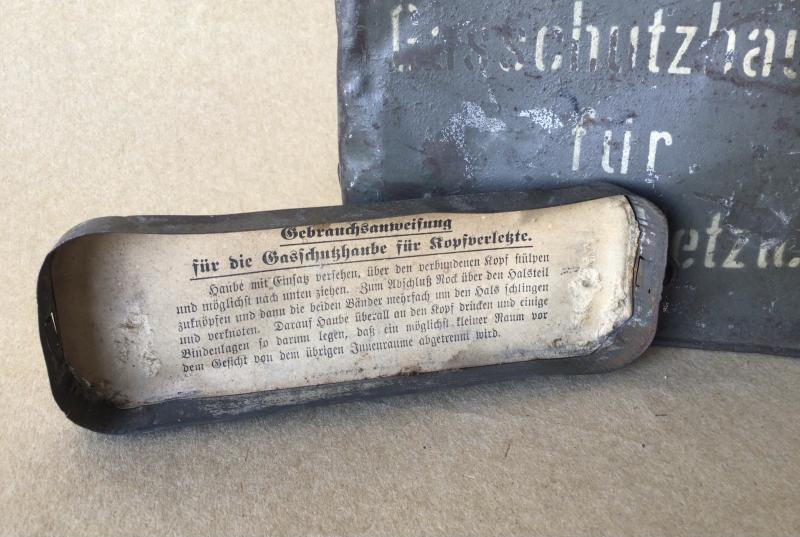 Gasschutzhau
für
etzu
Gebrauchsanweisung
für die Gasschutzhaube für Kopfverletzte.
Haube mit Einsatz versehen, über den verbundenen Kopf stülpen
und möglichst nach unten ziehen. Zum Abschluß Rock über den Halsteil
zuknöpfen und dann die beiden Bänder mehrfach um den Hals schlingen
und verknoten. Darauf Haube überall an den Kopf drücken und einige
Bindenlagen so darum legen, daß ein möglichst kleiner Raum vor
dem Gesicht von dem übrigen Innenraume abgetrennt wird.